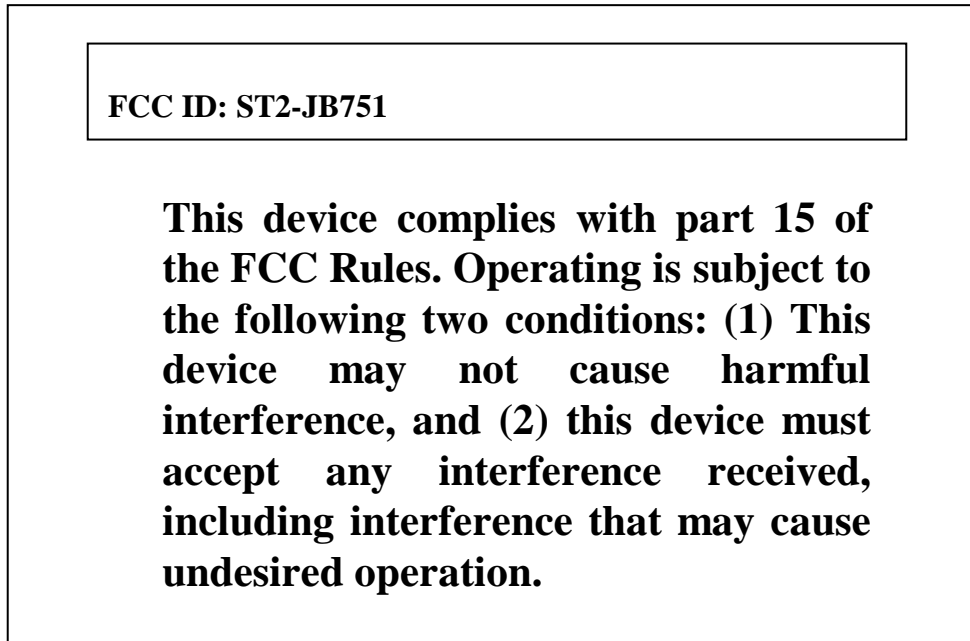 FCC ID: ST2-JB751
This device complies with part 15 of
the FCC Rules. Operating is subject to
the following two conditions: (1) This
device may not cause harmful
interference, and (2) this device must
accept any interference received,
including interference that may cause
undesired operation.